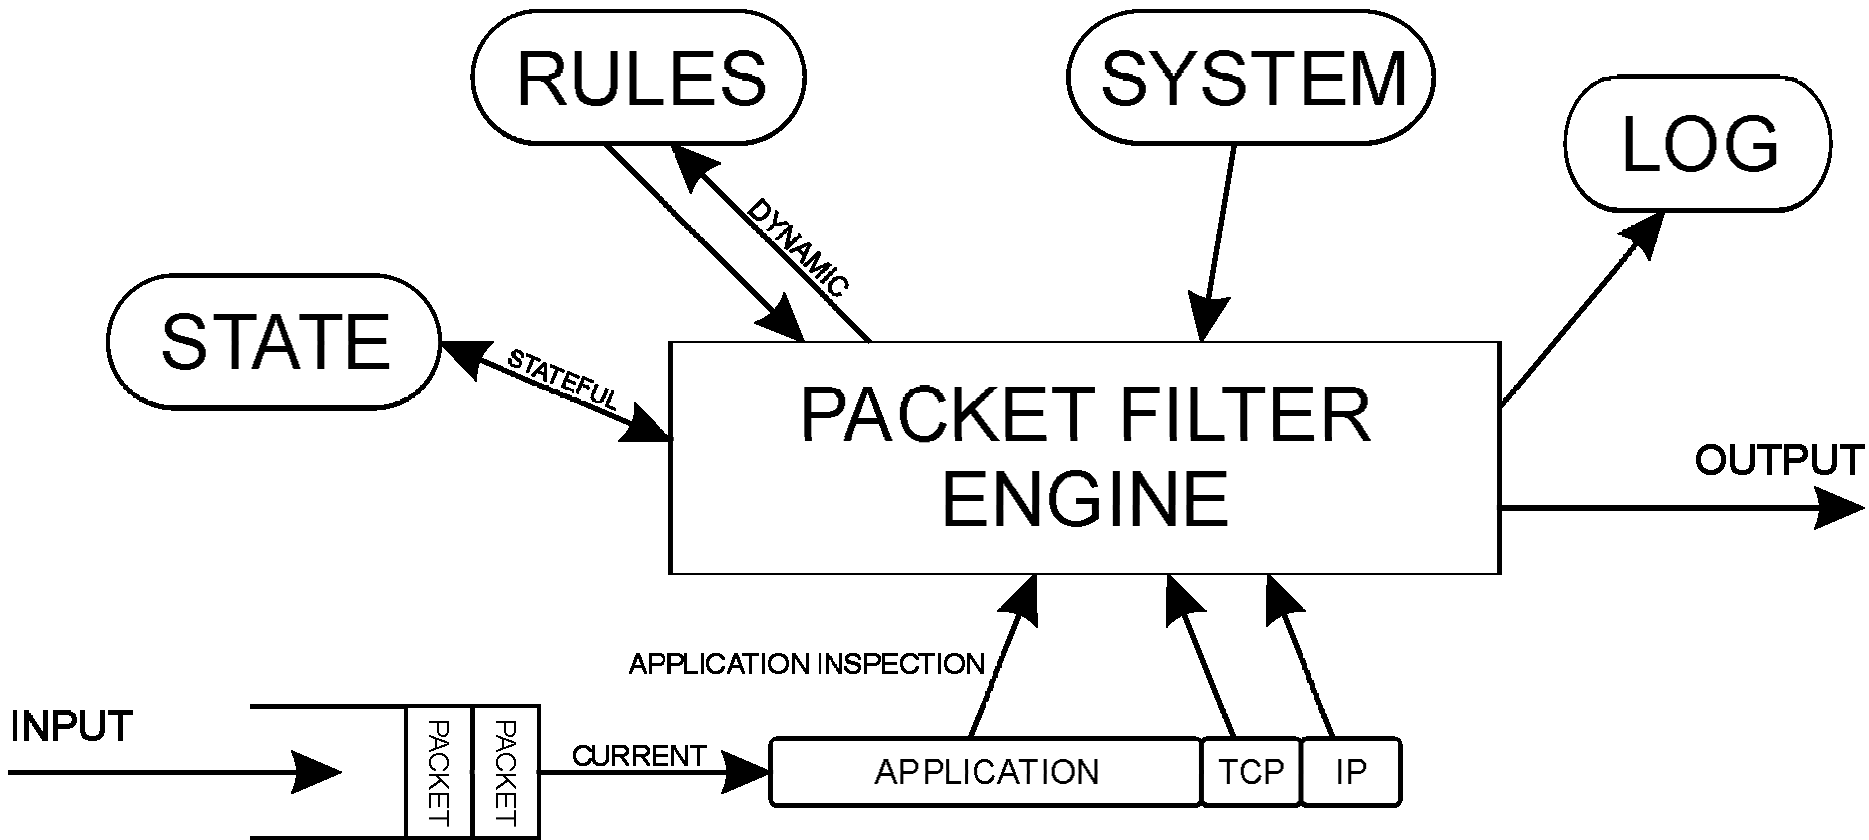 RULES
SYSTEM
LOG
DYNAMIC
STATE
STATEFUL
PACKET FILTER
ENGINE
OUTPUT
APPLICATION INSPECTION
INPUT
PACKET
PACKET
CURRENT
APPLICATION
TCP
IP